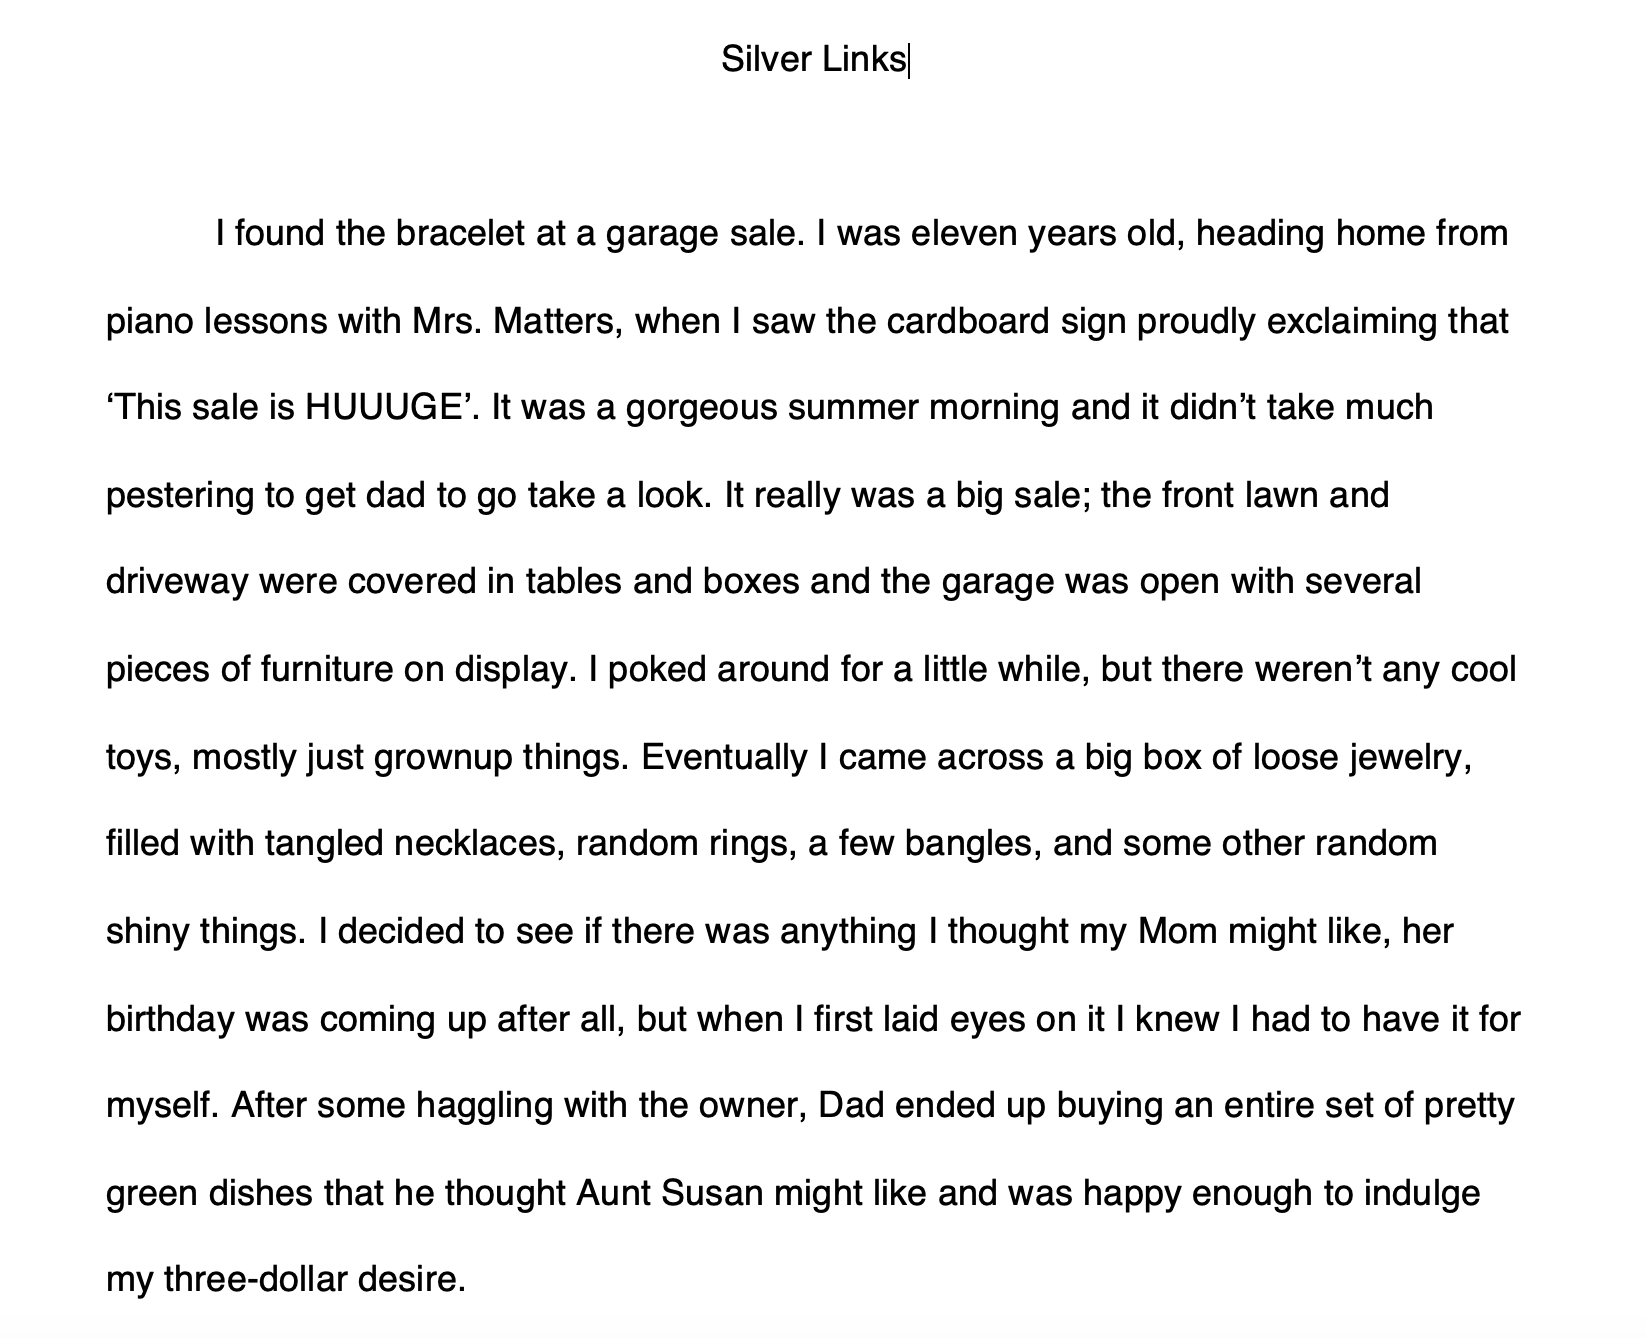 Silver Links
I found the bracelet at a garage sale. I was eleven years old, heading home from
piano lessons with Mrs. Matters, when I saw the cardboard sign proudly exclaiming that
‘This sale is HUUUGE’. It was a gorgeous summer morning and it didn’t take much
pestering to get dad to go take a look. It really was a big sale; the front lawn and
driveway were covered in tables and boxes and the garage was open with several
pieces of furniture on display. I poked around for a little while, but there weren’t any cool
toys, mostly just grownup things. Eventually I came across a big box of loose jewelry,
filled with tangled necklaces, random rings, a few bangles, and some other random
shiny things. I decided to see if there was anything I thought my Mom might like, her
birthday was coming up after all, but when I first laid eyes on it I knew I had to have it for
myself. After some haggling with the owner, Dad ended up buying an entire set of pretty
green dishes that he thought Aunt Susan might like and was happy enough to indulge
my three-dollar desire.